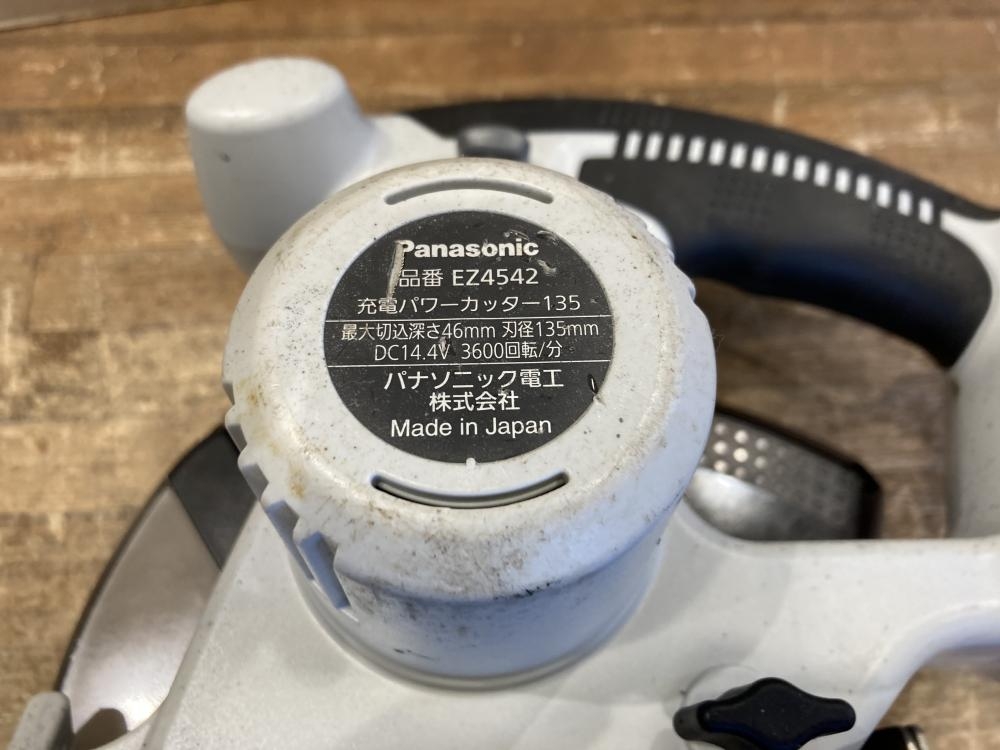 Panasonic
品番 EZ4542
充電パワーカッター135
最大切込深さ46mm 刃径135mm
DC14.4V 3600回転/分
パナソニック電工
株式会社
Made in Japan